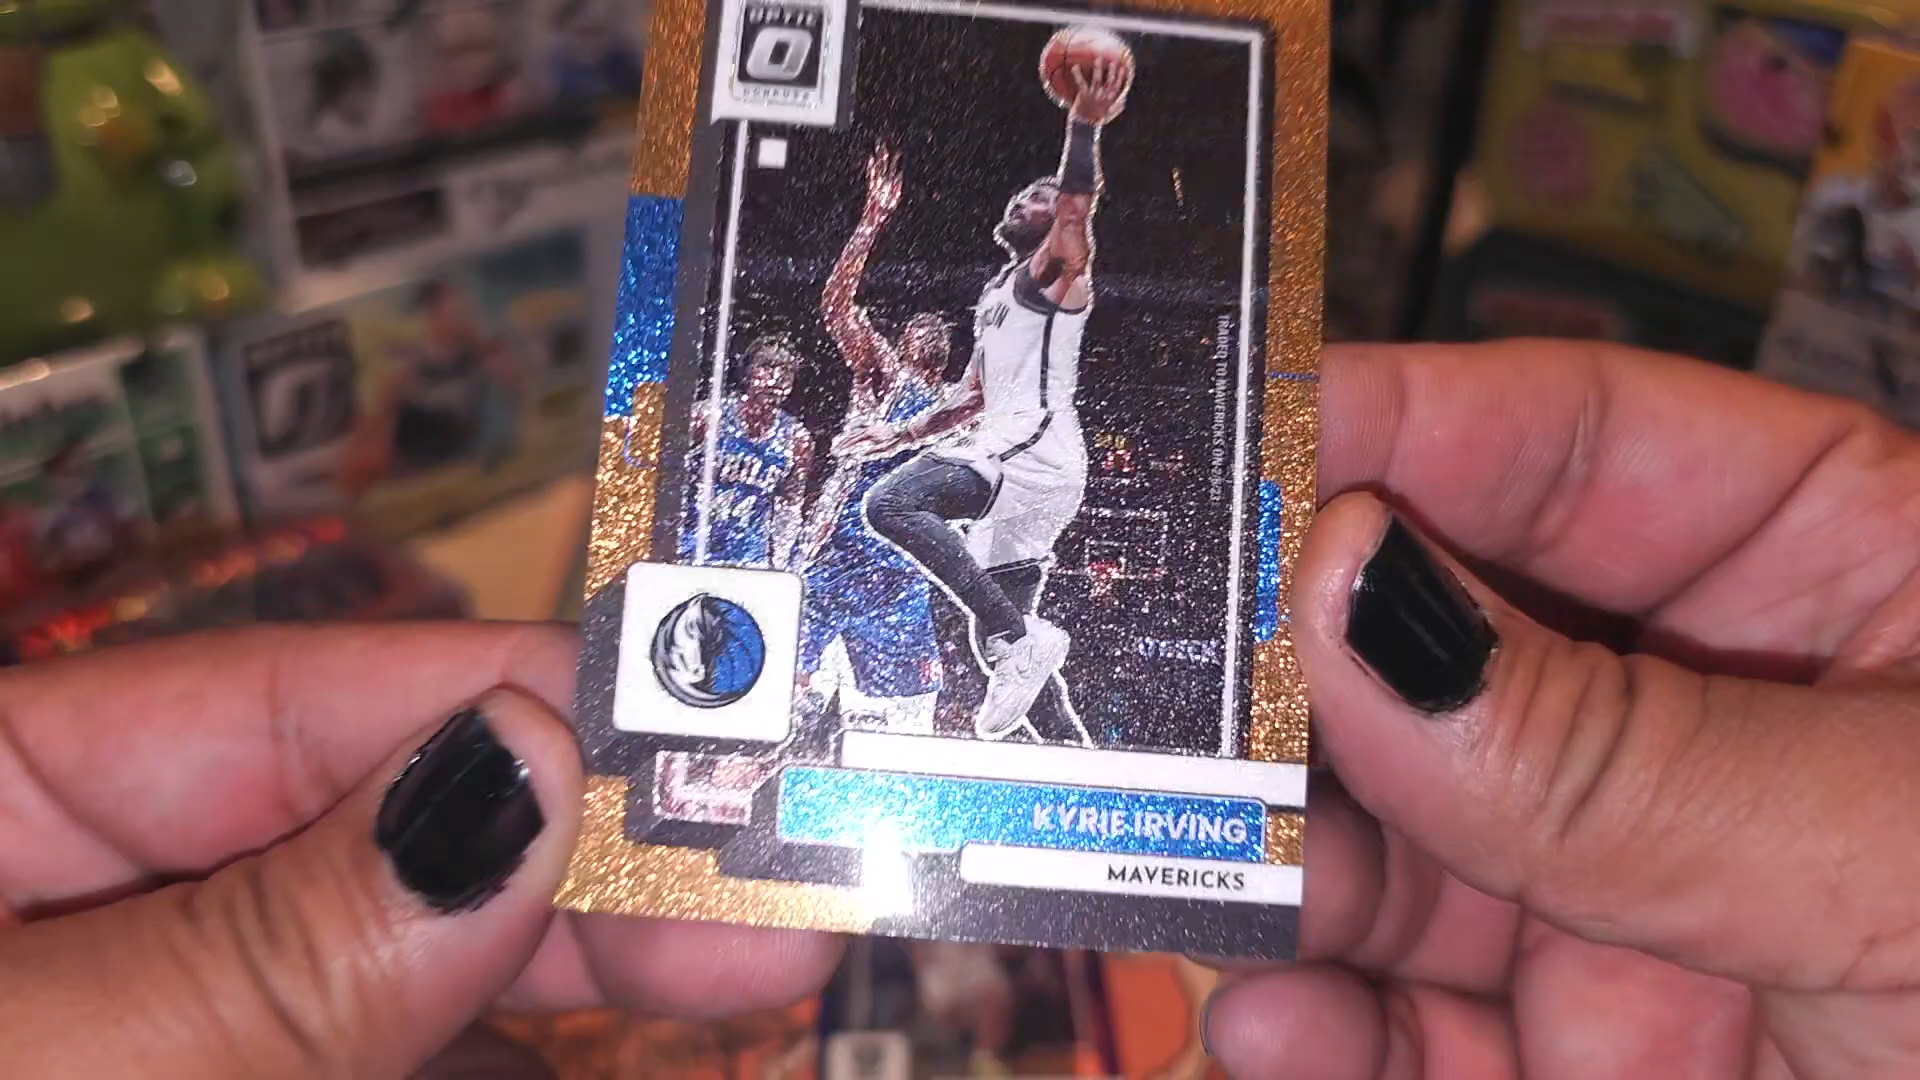 OPTIC
DONRUSS
TRADED TO MAVERICKS ON 2/6/23
KYRIE IRVING
MAVERICKS